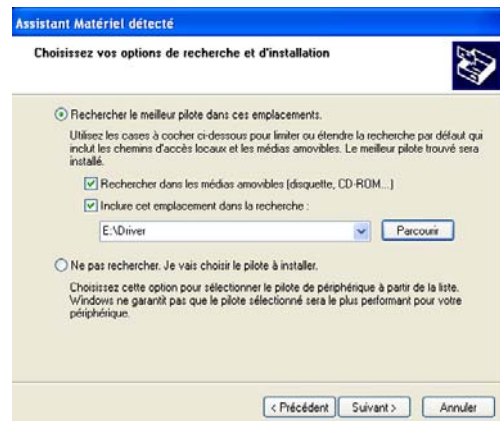 Assistant Matériel détecté
Choisissez vos options de recherche et d'installation
Rechercher le meilleur pilote dans ces emplacements.
Utilisez les cases à cocher ci-dessous pour limiter ou étendre la recherche par défaut qui
inclut les chemins d'accès locaux et les médias amovibles. Le meilleur pilote trouvé sera
installé.
Rechercher dans les médias amovibles (disquette, CD-ROM...)
Inclure cet emplacement dans la recherche :
E:\Driver
Parcourir
Ne pas rechercher. Je vais choisir le pilote à installer.
Choisissez cette option pour sélectionner le pilote de périphérique à partir de la liste.
Windows ne garantit pas que le pilote sélectionné sera le plus performant pour votre
périphérique.
< Précédent
Suivant >
Annuler